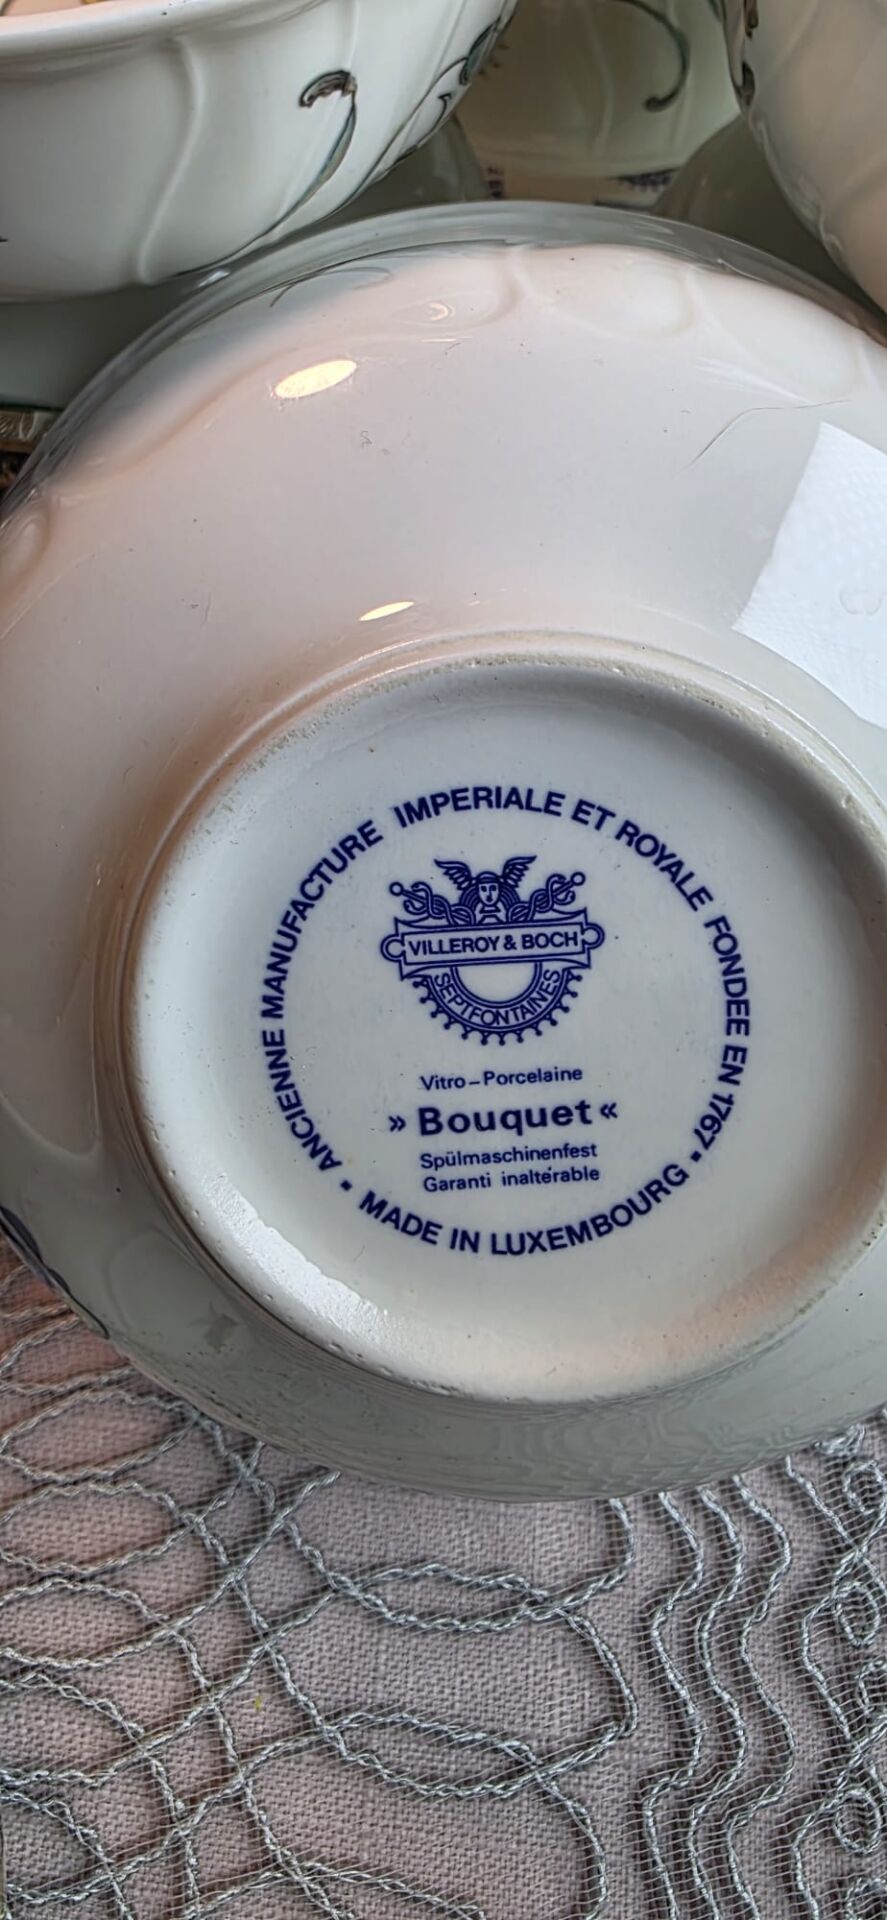 ANCIENNE MANUFACTURE IMPERIALE ET ROYALE FONDEE EN 1767 •
VILLEROY & BOCH
SEPTFONTAINES
Vitro – Porcelaine
» Bouquet «
Spülmaschinenfest
Garanti inaltérable
• MADE IN LUXEMBOURG